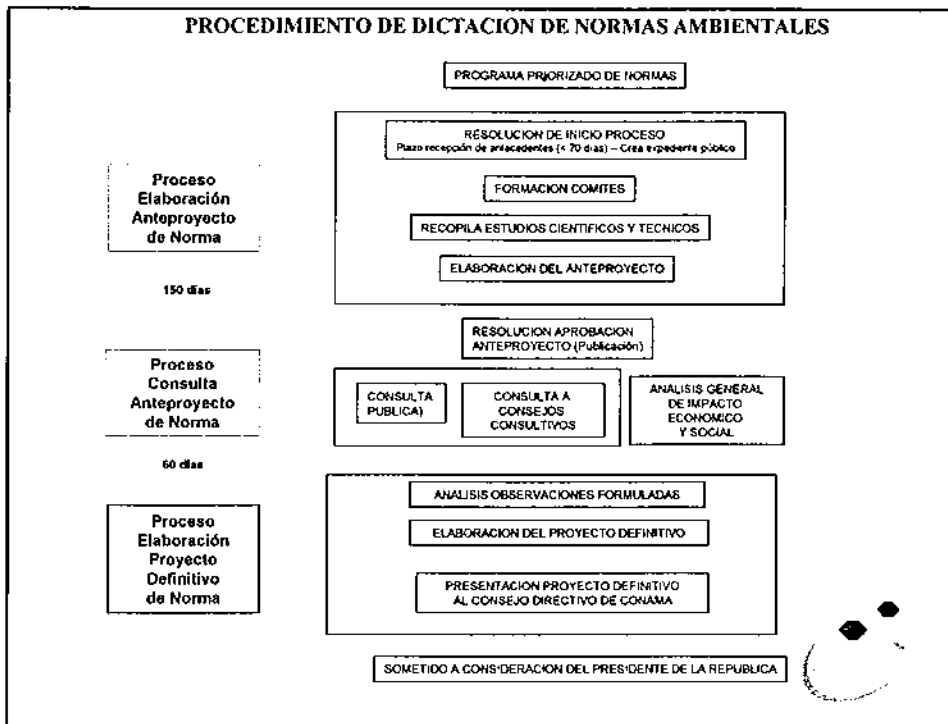 PROCEDIMIENTO DE DICTACION DE NORMAS AMBIENTALES
PROGRAMA PRIORIZADO DE NORMAS
RESOLUCION DE INICIO PROCESO
Plazo recepción de antecedentes (< 70 días) – Crea expediente público
Proceso
Elaboración
Anteproyecto
de Norma
FORMACION COMITES
RECOPILA ESTUDIOS CIENTIFICOS Y TECNICOS
ELABORACION DEL ANTEPROYECTO
150 días
RESOLUCION APROBACION
ANTEPROYECTO (Publicación)
Proceso
Consulta
Anteproyecto
de Norma
CONSULTA
PUBLICA)
CONSULTA A
CONSEJOS
CONSULTIVOS
ANALISIS GENERAL
DE IMPACTO
ECONOMICO
Y SOCIAL
60 días
ANALISIS OBSERVACIONES FORMULADAS
Proceso
Elaboración
Proyecto
Definitivo
de Norma
ELABORACION DEL PROYECTO DEFINITIVO
PRESENTACION PROYECTO DEFINITIVO
AL CONSEJO DIRECTIVO DE CONAMA
SOMETIDO A CONSIDERACION DEL PRESIDENTE DE LA REPUBLICA